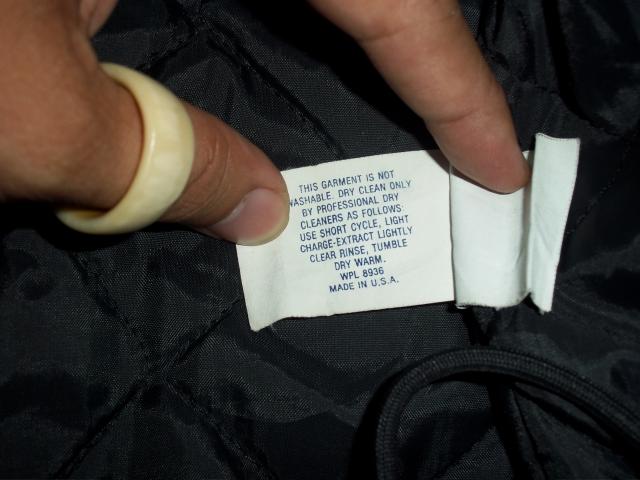 THIS GARMENT IS NOT
WASHABLE. DRY CLEAN ONLY
BY PROFESSIONAL DRY
CLEANERS AS FOLLOWS:
USE SHORT CYCLE, LIGHT
CHARGE-EXTRACT LIGHTLY
CLEAR RINSE, TUMBLE
DRY WARM.
WPL 8936
MADE IN U.S.A.